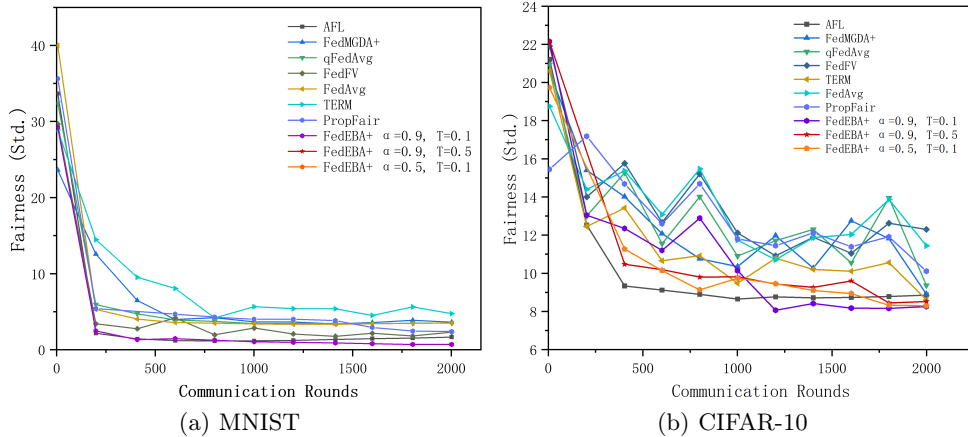 AFL
FedMGDA+
qFedAvg
FedFV
FedAvg
TERM
PropFair
FedEBA+ α=0.9, T=0.1
FedEBA+ α=0.9, T=0.5
FedEBA+ α=0.5, T=0.1
Fairness (Std.)
40
30
20
10
0
0 500 1000 1500 2000
Communication Rounds
(a) MNIST
AFL
FedMGDA+
qFedAvg
FedFV
TERM
FedAvg
PropFair
FedEBA+ α=0.9, T=0.1
FedEBA+ α=0.9, T=0.5
FedEBA+ α=0.5, T=0.1
Fairness (Std.)
24
22
20
18
16
14
12
10
8
6
0 500 1000 1500 2000
Communication Rounds
(b) CIFAR-10